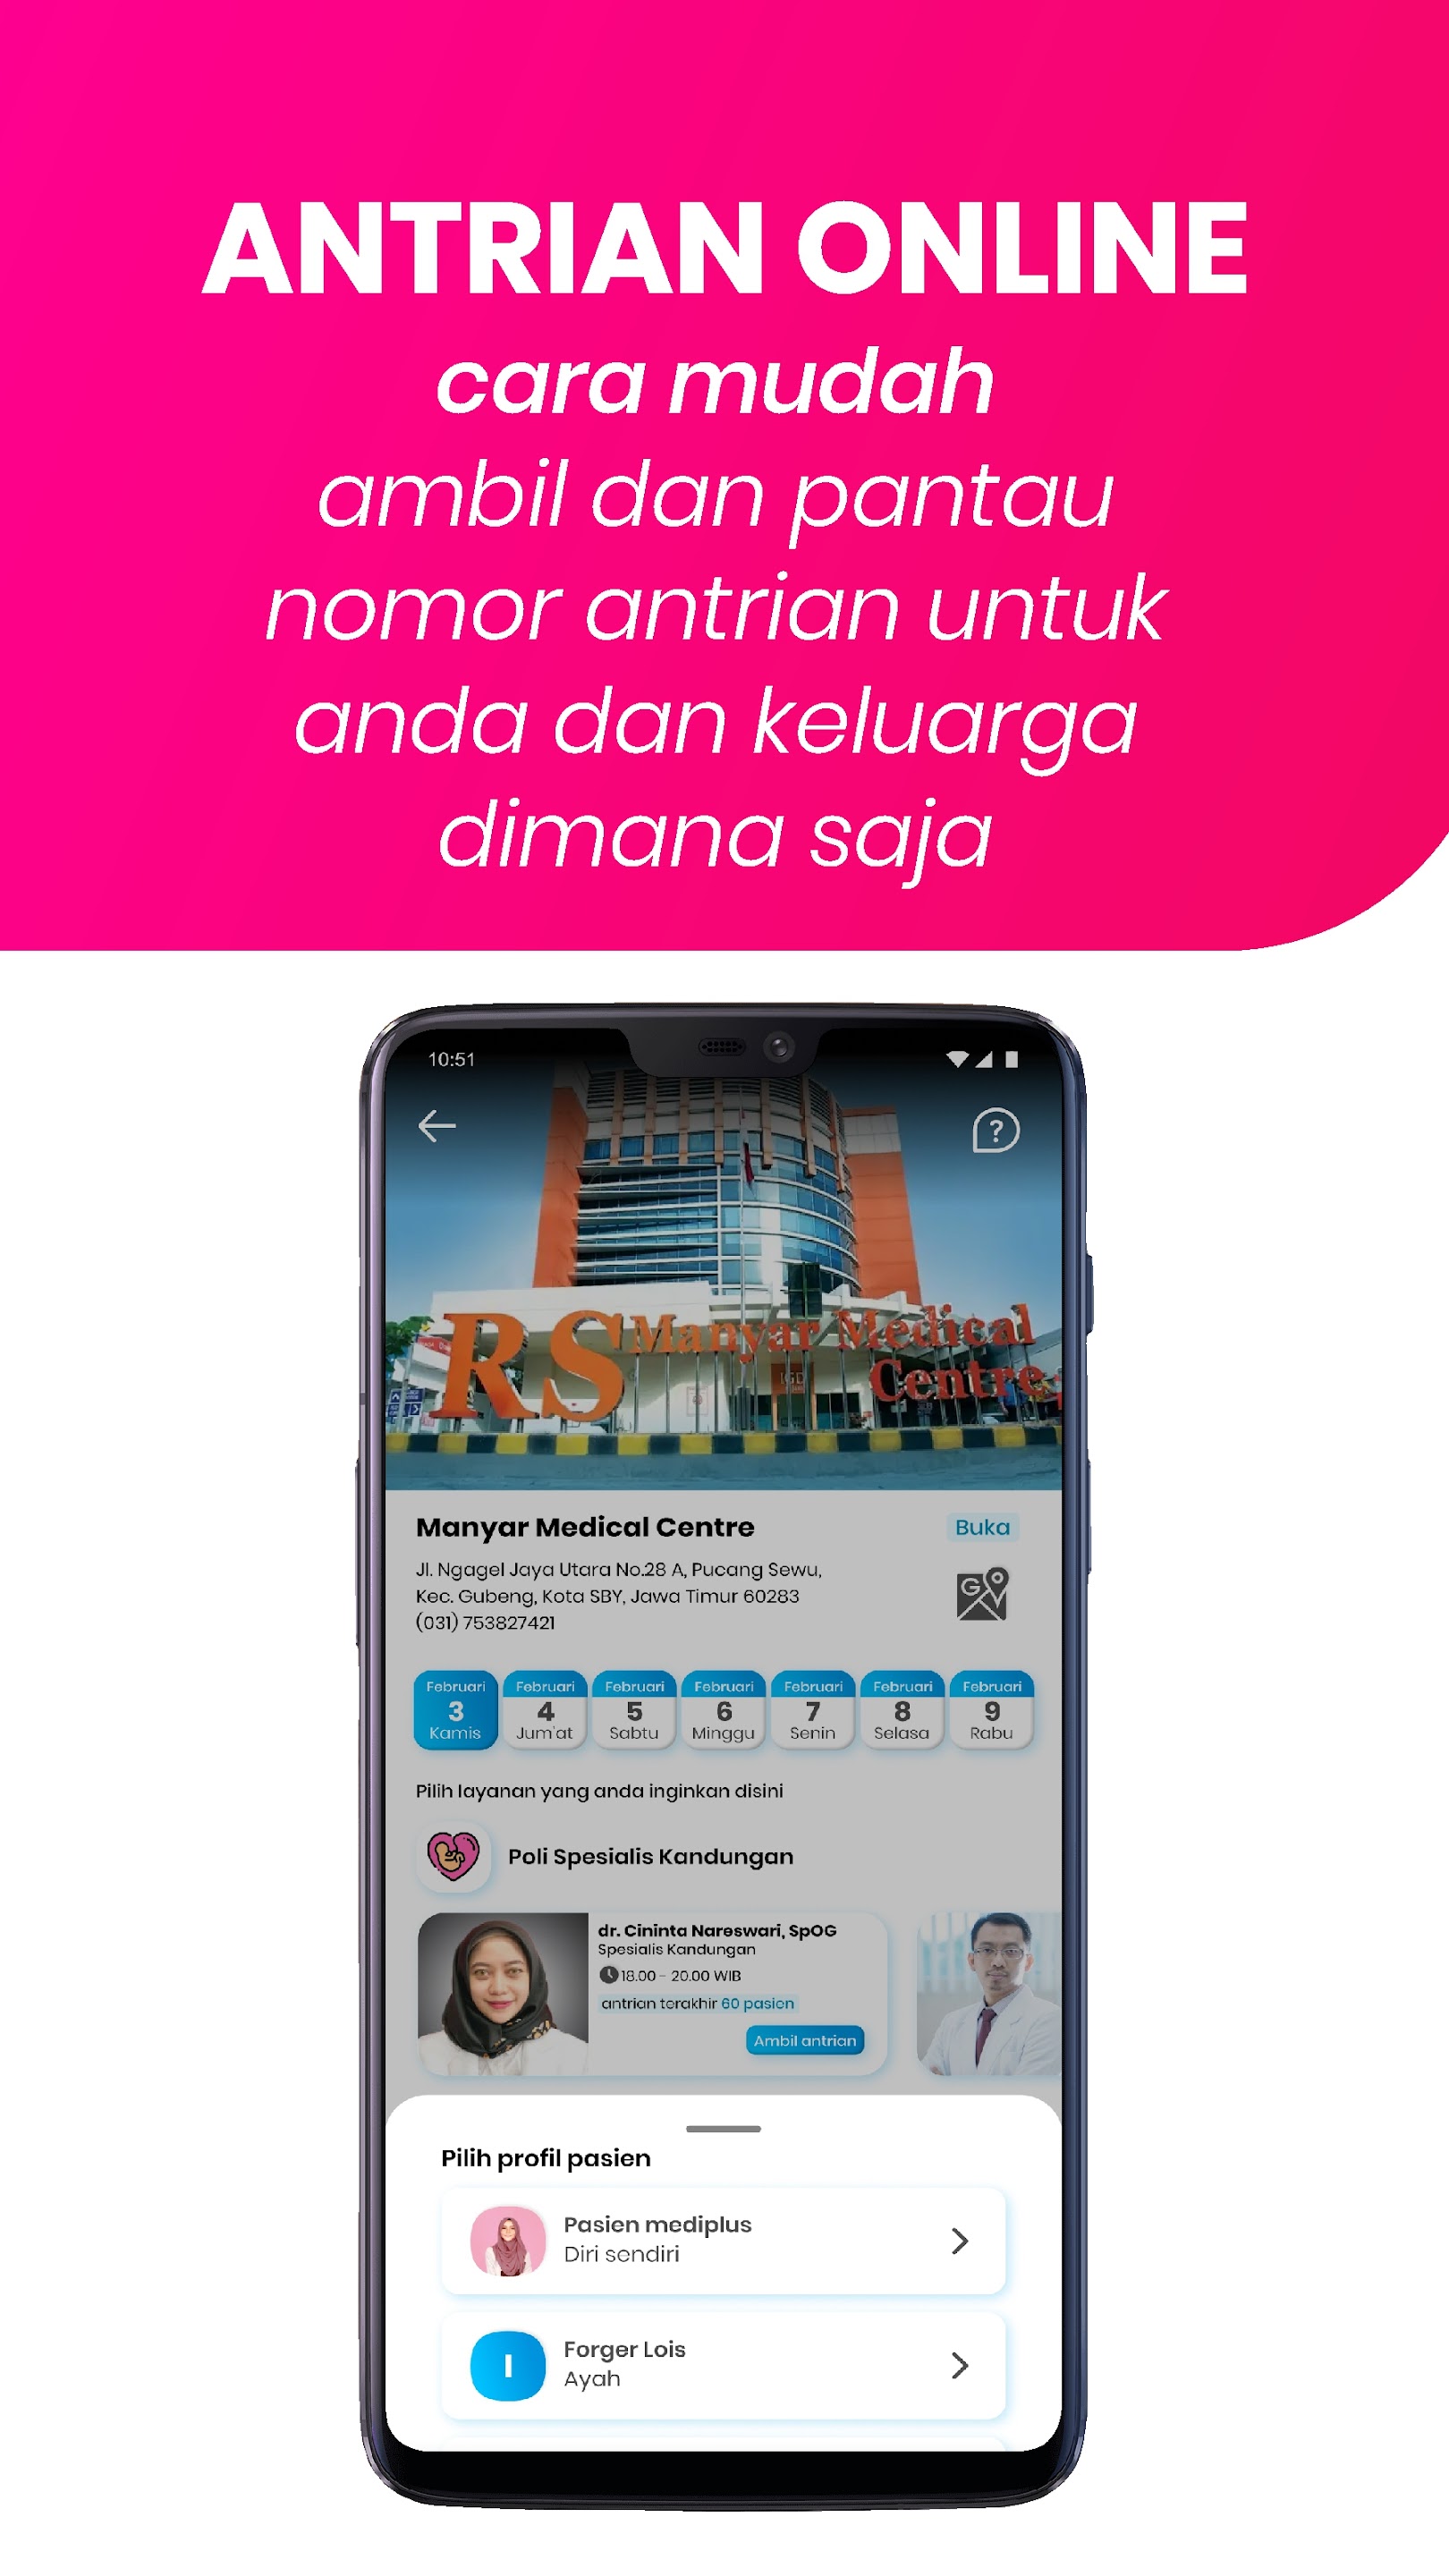 ANTRIAN ONLINE
cara mudah
ambil dan pantau
nomor antrian untuk
anda dan keluarga
dimana saja
10:51
?
RS Manyar Medical
Centre
IGD
Manyar Medical Centre
Buka
Jl. Ngagel Jaya Utara No.28 A, Pucang Sewu,
Kec. Gubeng, Kota SBY, Jawa Timur 60283
(031) 753827421
G
Februari Februari Februari Februari Februari Februari Februari
3 4 5 6 7 8 9
Kamis Jum'at Sabtu Minggu Senin Selasa Rabu
Pilih layanan yang anda inginkan disini
Poli Spesialis Kandungan
dr. Cininta Nareswari, SpOG
Spesialis Kandungan
18.00 - 20.00 WIB
antrian terakhir 60 pasien
Ambil antrian
Pilih profil pasien
Pasien mediplus
Diri sendiri
I
Forger Lois
Ayah